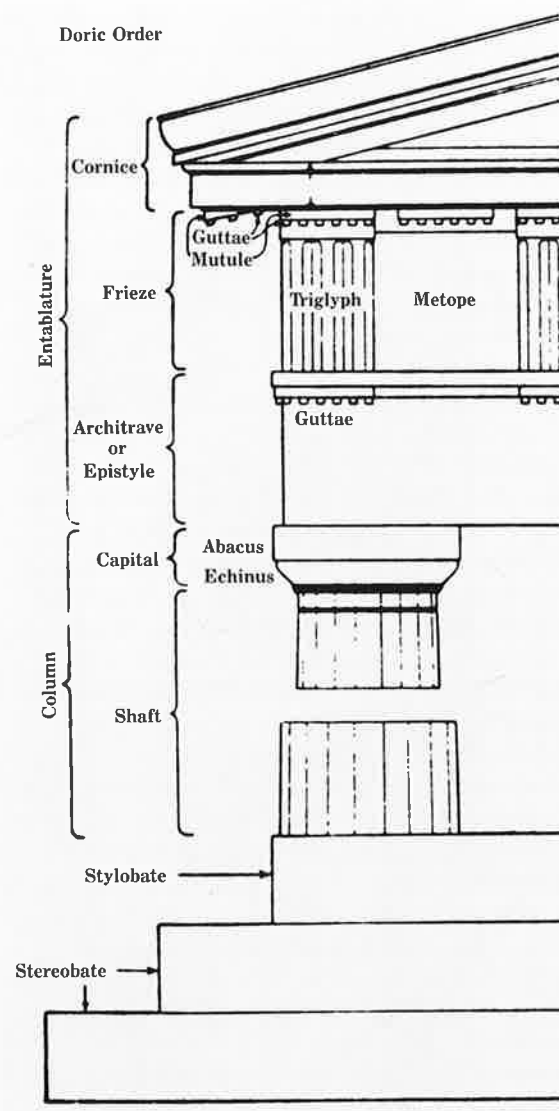 Doric Order
Cornice
Guttae
Mutule
Frieze
Triglyph
Metope
Entablature
Architrave
or
Epistyle
Guttae
Capital
Abacus
Echinus
Column
Shaft
Stylobate
Stereobate